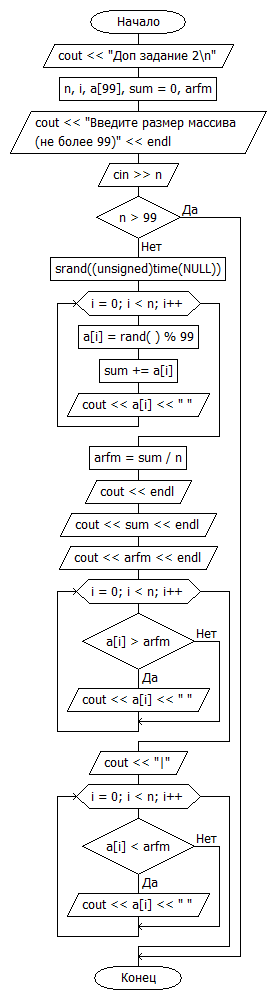 Начало
cout << "Доп задание 2\n"
n, i, a[99], sum = 0, arfm
cout << "Введите размер массива
(не более 99)" << endl
cin >> n
n > 99
Да
Нет
srand((unsigned)time(NULL))
i = 0; i < n; i++
a[i] = rand( ) % 99
sum += a[i]
cout << a[i] << " "
arfm = sum / n
cout << endl
cout << sum << endl
cout << arfm << endl
i = 0; i < n; i++
a[i] > arfm
Нет
Да
cout << a[i] << " "
cout << "|"
i = 0; i < n; i++
a[i] < arfm
Нет
Да
cout << a[i] << " "
Конец